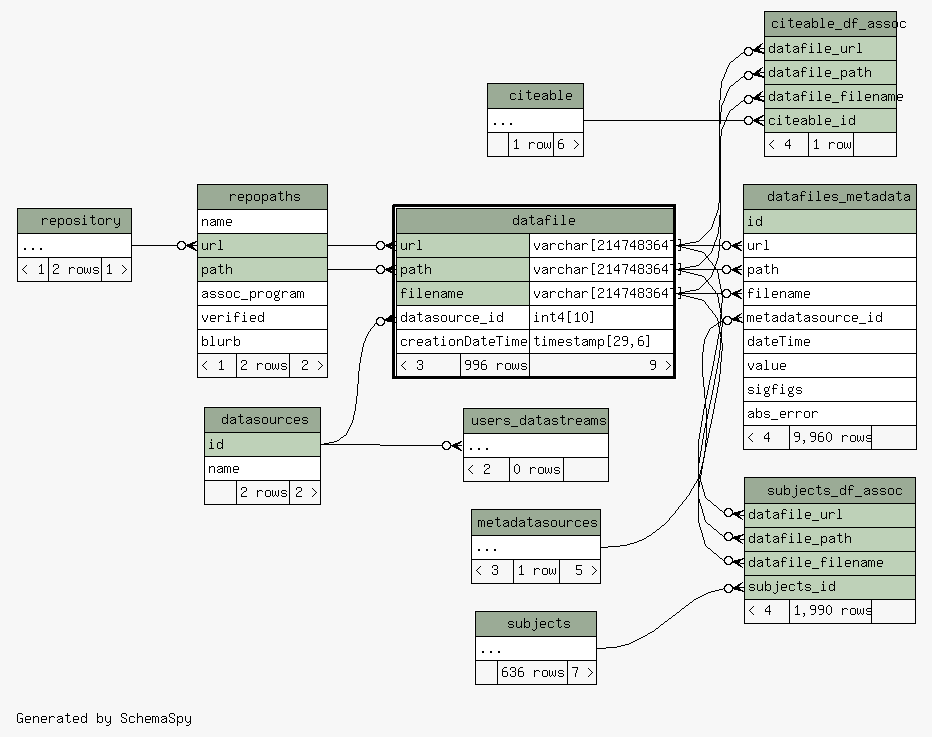 citeable_df_assoc
datafile_url
datafile_path
datafile_filename
citeable_id
< 4 1 row
citeable
...
1 row 6 >
repository
...
< 1 2 rows 1 >
repopaths
name
url
path
assoc_program
verified
blurb
< 1 2 rows 2 >
datafile
url varchar[2147483647]
path varchar[2147483647]
filename varchar[2147483647]
datasource_id int4[10]
creationDateTime timestamp[29,6]
< 3 996 rows 9 >
datafiles_metadata
id
url
path
filename
metadatasource_id
dateTime
value
sigfigs
abs_error
< 4 9,960 rows
datasources
id
name
2 rows 2 >
users_datastreams
...
< 2 0 rows
metadatasources
...
< 3 1 row 5 >
subjects_df_assoc
datafile_url
datafile_path
datafile_filename
subjects_id
< 4 1,990 rows
subjects
...
636 rows 7 >
Generated by SchemaSpy